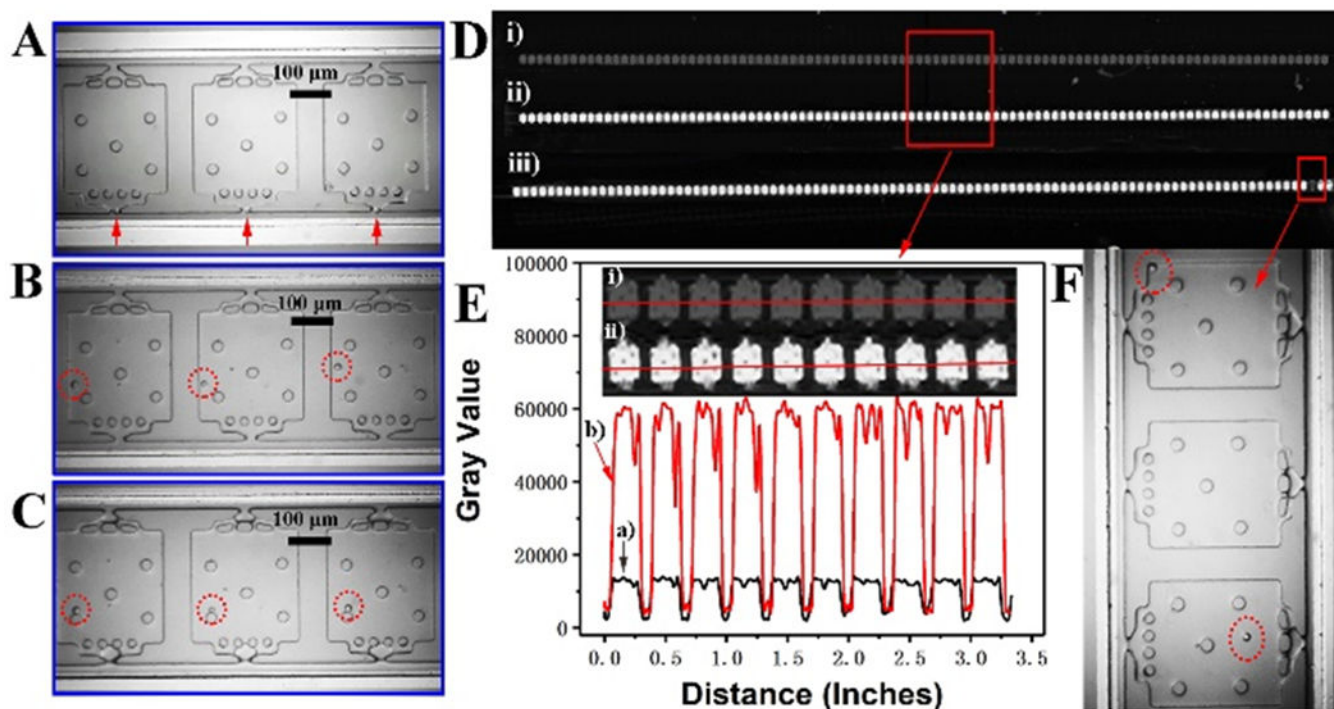 A
100 μm
B
100 μm
C
100 μm
D
i)
ii)
iii)
E
Gray Value
100000
80000
60000
40000
20000
0
i)
ii)
b)
a)
0.0 0.5 1.0 1.5 2.0 2.5 3.0 3.5
Distance (Inches)
F